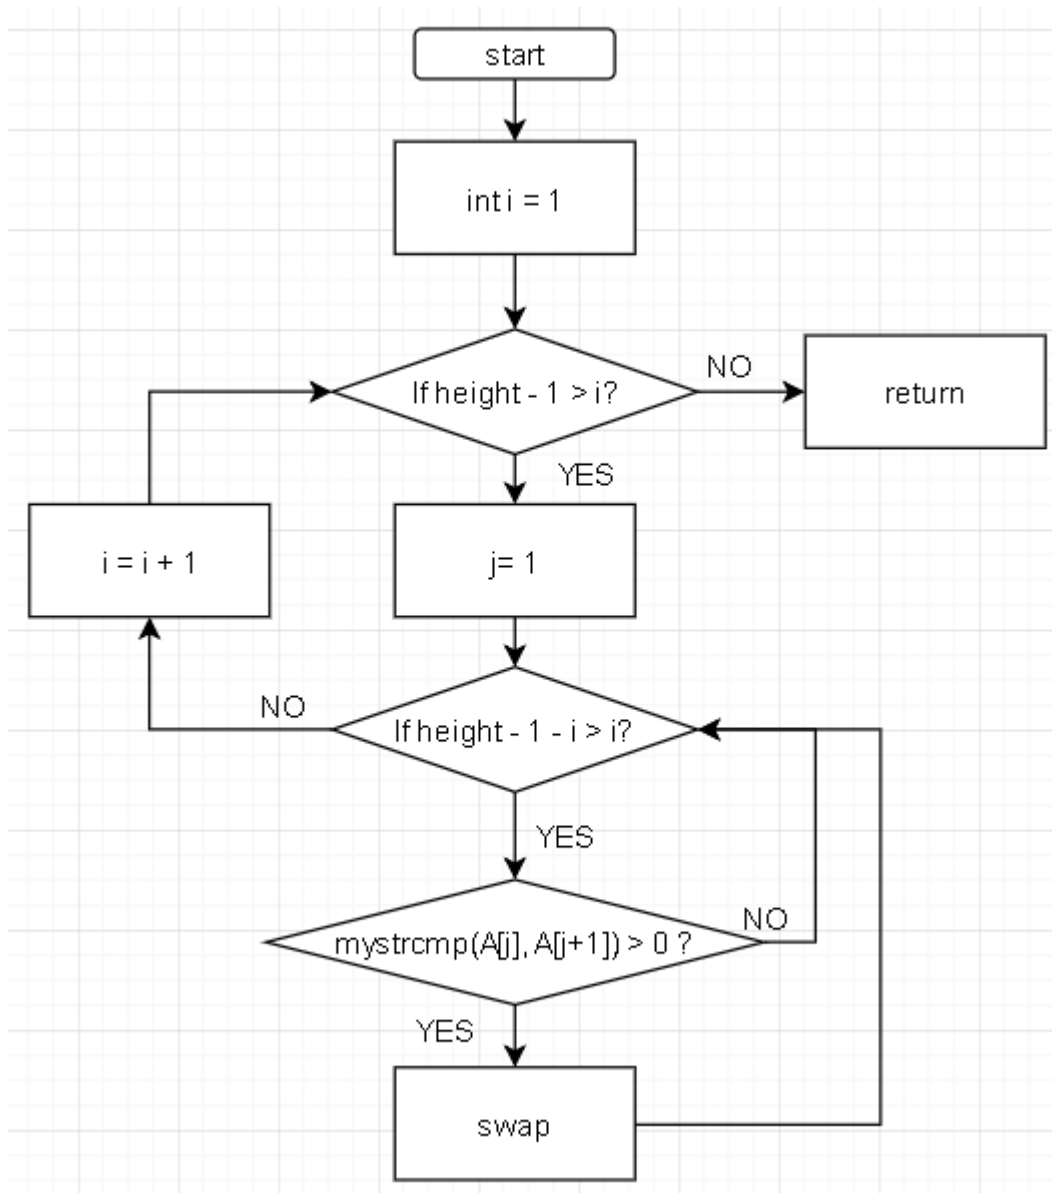 start
int i = 1
If height - 1 > i?
NO
return
YES
i = i + 1
j= 1
NO
If height - 1 - i > i?
YES
mystrcmp(A[j], A[j+1]) > 0 ?
NO
YES
swap